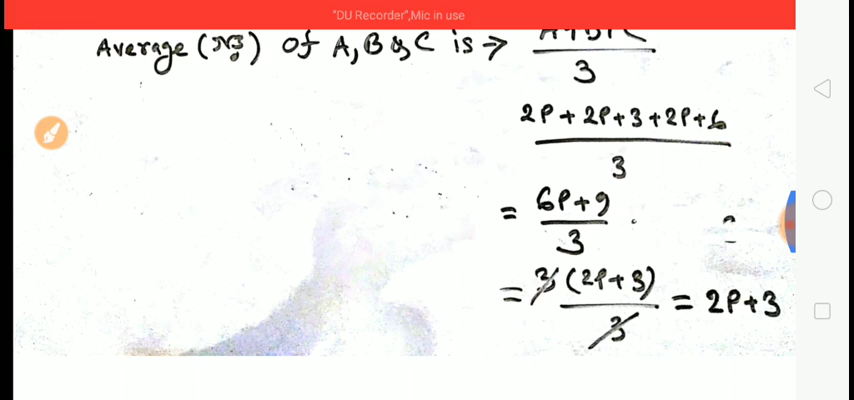 "DU Recorder",Mic in use
Average ( ) Of A, B & C is → A+B+C
3
2P + 2P+3+2P+6
3
= 6P+9
3
= 3 (2P+3) = 2P+3
3